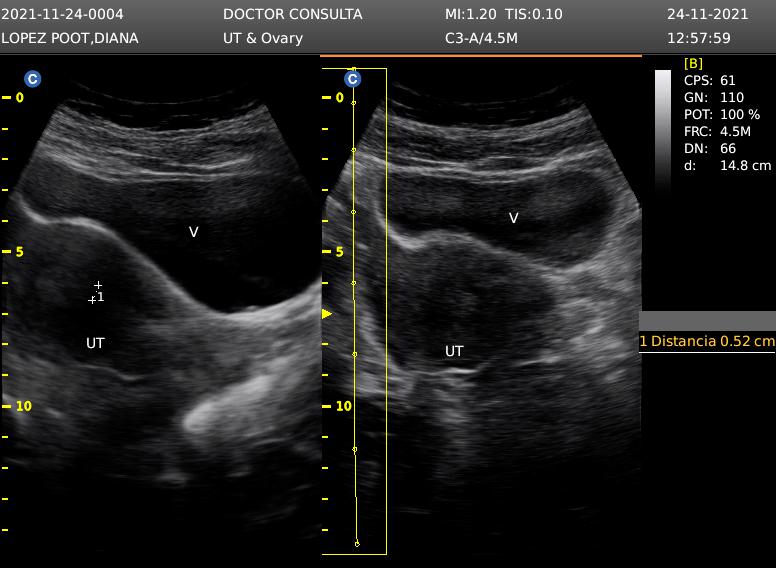 2021-11-24-0004 DOCTOR CONSULTA MI:1.20 TIS:0.10 24-11-2021
LOPEZ POOT,DIANA UT & Ovary C3-A/4.5M 12:57:59
C
C
[B]
CPS: 61
GN: 110
POT: 100 %
FRC: 4.5M
DN: 66
d: 14.8 cm
0
0
V
V
5
5
1
UT
UT
1 Distancia 0.52 cm
10
10